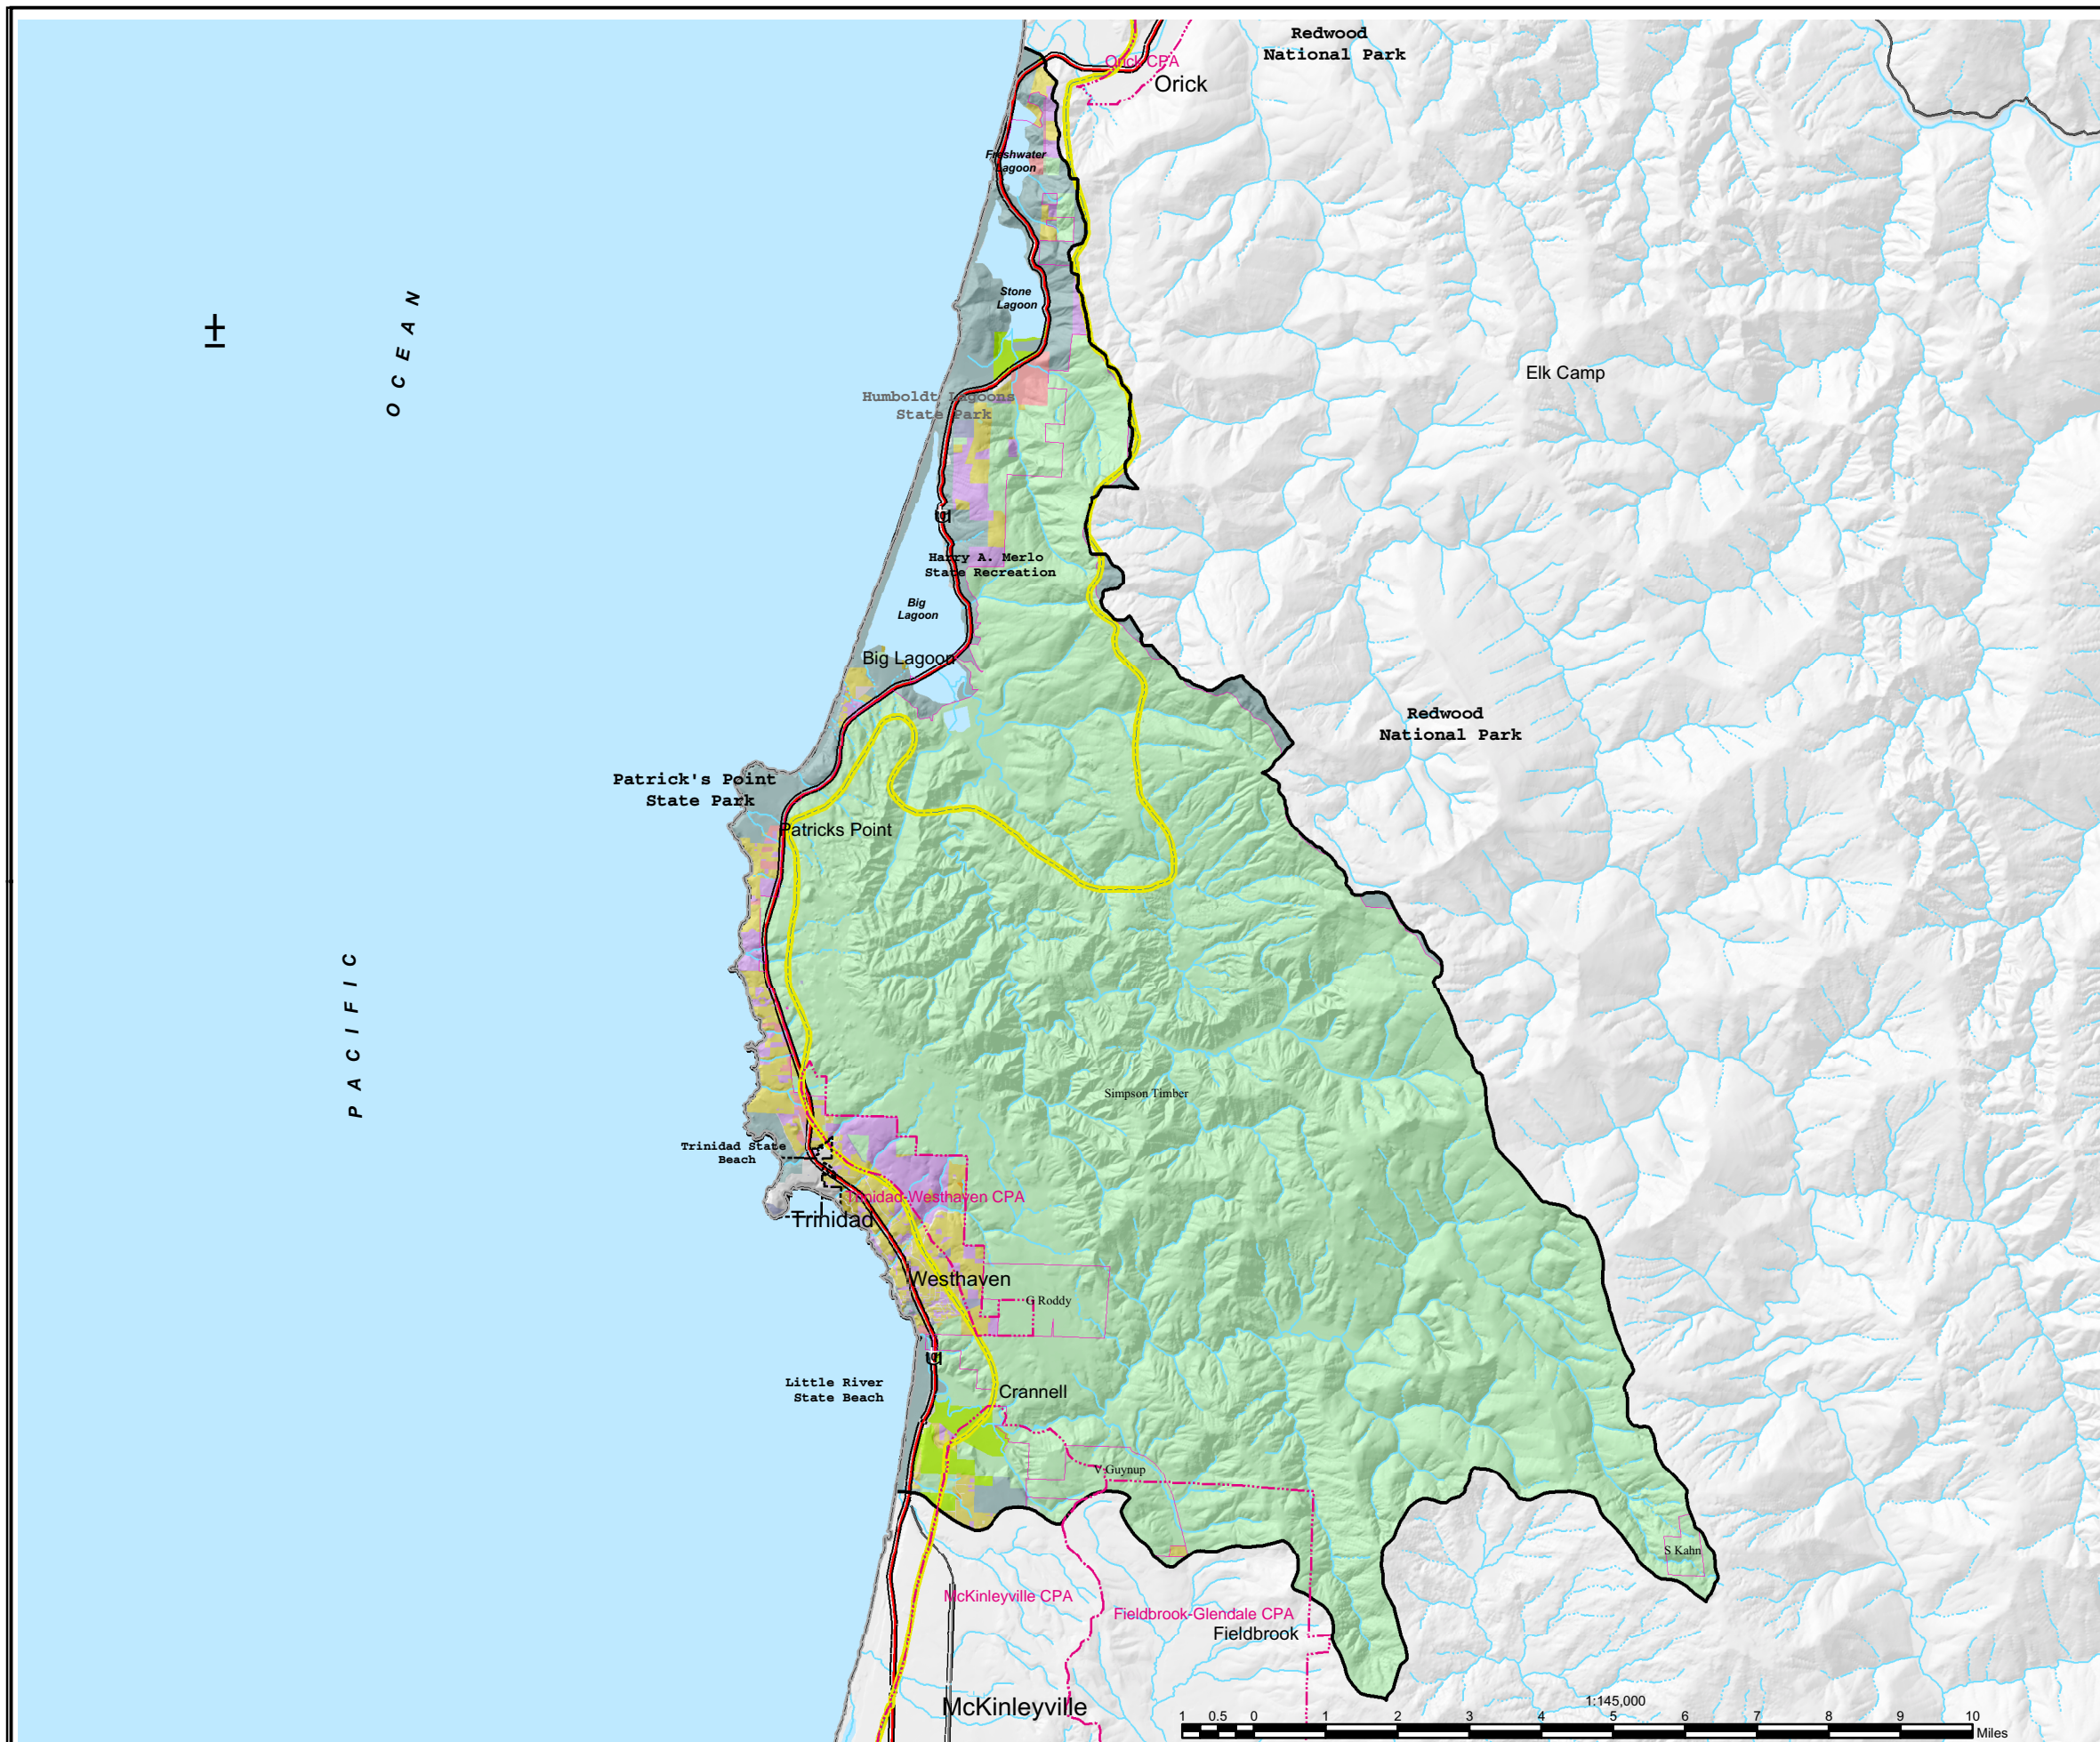 Redwood
National Park
Orick CPA
Orick
Freshwater
Lagoon
Stone
Lagoon
OCEAN
Elk Camp
Humboldt Lagoons
State Park
Harry A. Merlo
State Recreation
Big
Lagoon
Big Lagoon
Redwood
National Park
Patrick's Point
State Park
Patricks Point
PACIFIC
Simpson Timber
Trinidad State
Beach
Trinidad-Westhaven CPA
Trinidad
Westhaven
G Roddy
Little River
State Beach
Crannell
V Guynup
S Kahn
McKinleyville CPA
Fieldbrook-Glendale CPA
Fieldbrook
McKinleyville
1:145,000
1 0.5 0 1 2 3 4 5 6 7 8 9 10
Miles